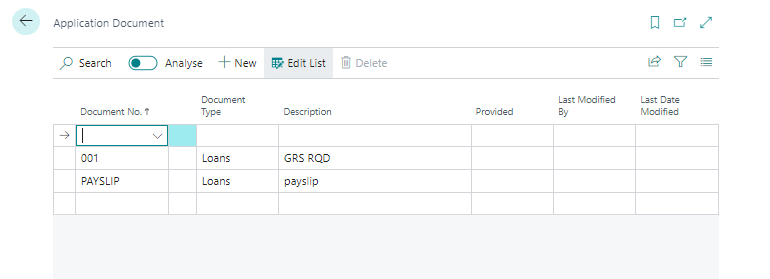 Application Document
Search Analyse + New Edit List Delete
Document No. ↑ Document Type Description Provided Last Modified By Last Date Modified
001 Loans GRS RQD
PAYSLIP Loans payslip